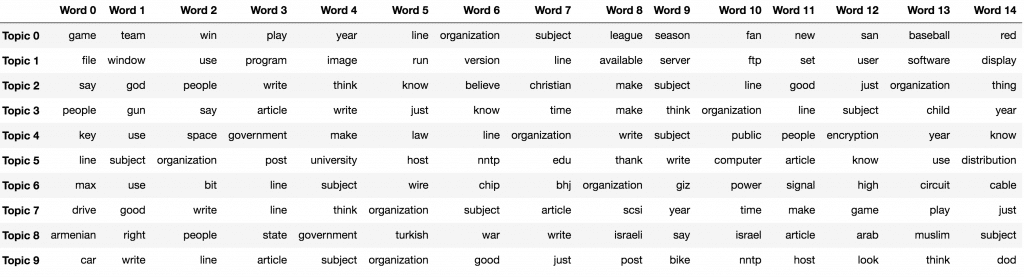 Word 0 Word 1 Word 2 Word 3 Word 4 Word 5 Word 6 Word 7 Word 8 Word 9 Word 10 Word 11 Word 12 Word 13 Word 14
Topic 0 game team win play year line organization subject league season fan new san baseball red
Topic 1 file window use program image run version line available server ftp set user software display
Topic 2 say god people write think know believe christian make subject line good just organization thing
Topic 3 people gun say article write just know time make think organization line subject child year
Topic 4 key use space government make law line organization write subject public people encryption year know
Topic 5 line subject organization post university host nntp edu thank write computer article know use distribution
Topic 6 max use bit line subject wire chip bhj organization giz power signal high circuit cable
Topic 7 drive good write line think organization subject article scsi year time make game play just
Topic 8 armenian right people state government turkish war write israeli say israel article arab muslim subject
Topic 9 car write line article subject organization good just post bike nntp host look think dod